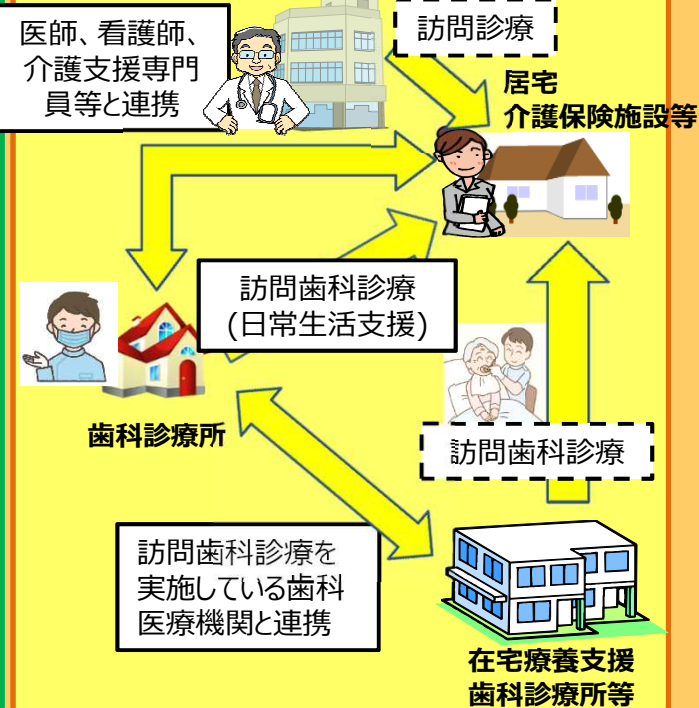 医師、看護師、
介護支援専門
員等と連携
訪問診療
居宅
介護保険施設等
訪問歯科診療
(日常生活支援)
歯科診療所
訪問歯科診療
訪問歯科診療を
実施している歯科
医療機関と連携
在宅療養支援
歯科診療所等